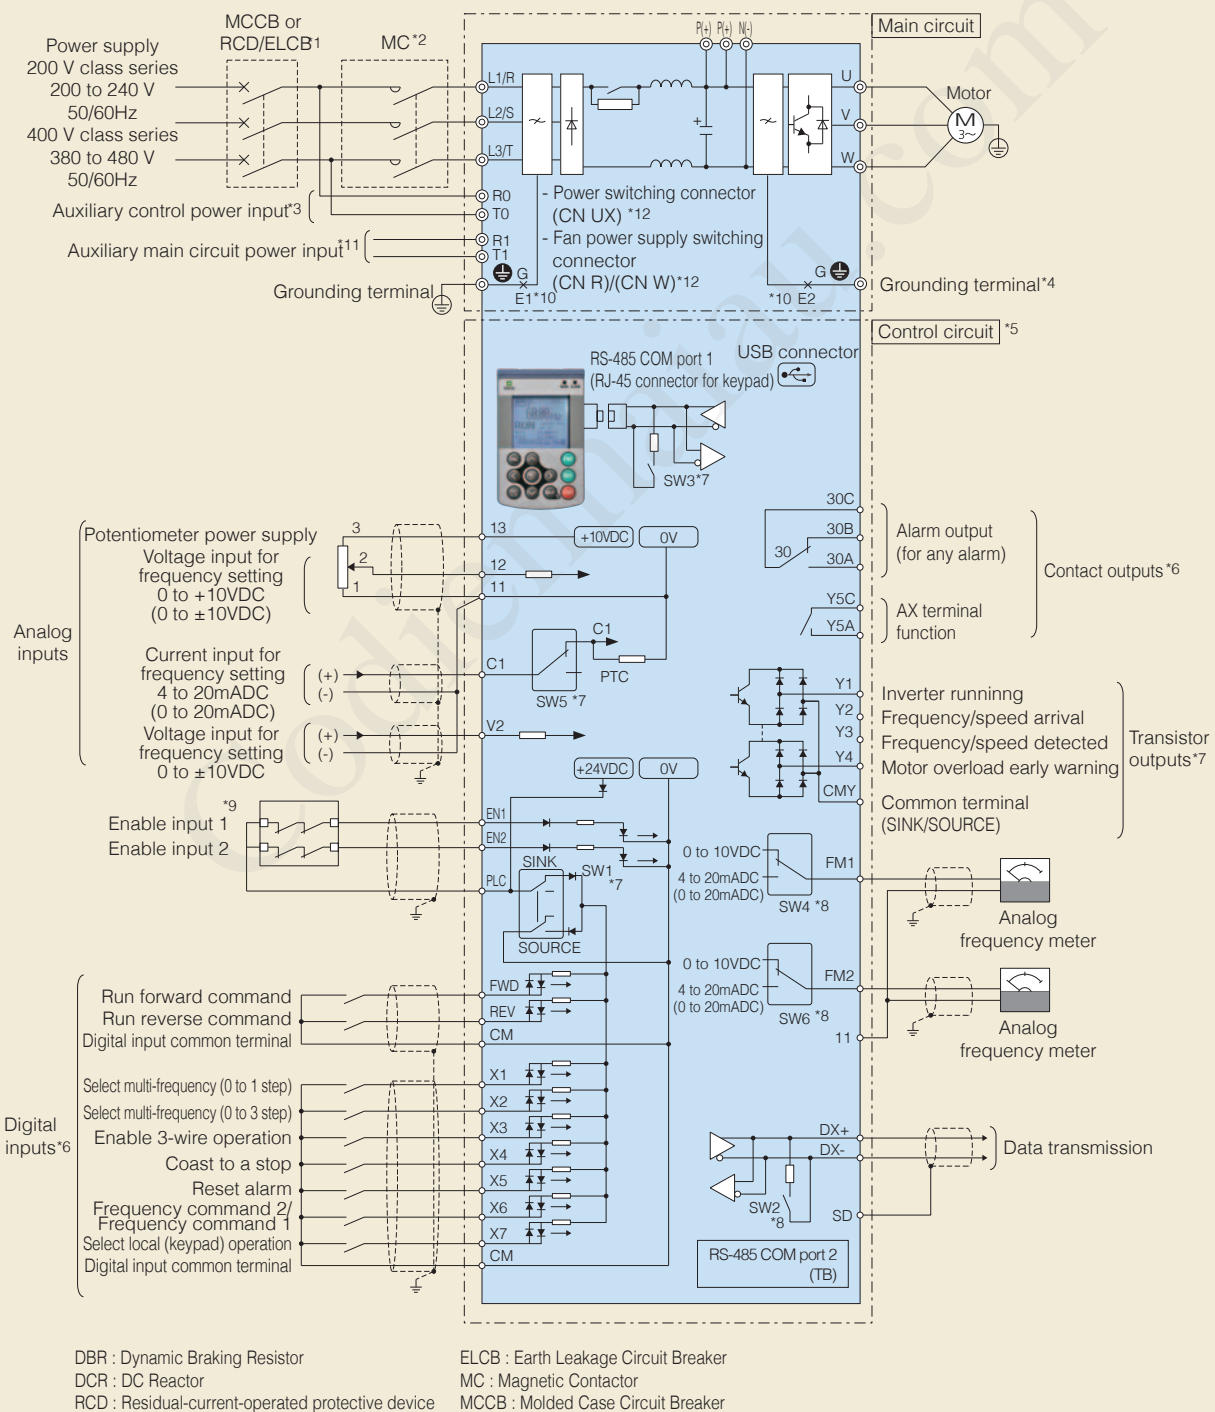 MCCB or
RCD/ELCB*1
MC*2
Power supply
200 V class series
200 to 240 V
50/60Hz
400 V class series
380 to 480 V
50/60Hz
P(+) P(+) N(-)
Main circuit
L1/R
L2/S
L3/T
U
V
W
Motor
M
3~
+
Auxiliary control power input*3
R0
T0
- Power switching connector
(CN UX) *12
Auxiliary main circuit power input*11
R1
T1
- Fan power supply switching
connector
(CN R)/(CN W)*12
Grounding terminal
G
E1*10
*10 E2
G
Grounding terminal*4
Control circuit *5
RS-485 COM port 1
(RJ-45 connector for keypad)
USB connector
SW3*7
30C
30B
30
30A
Alarm output
(for any alarm)
Contact outputs*6
Y5C
Y5A
AX terminal
function
Analog
inputs
Potentiometer power supply
Voltage input for
frequency setting
0 to +10VDC
(0 to ±10VDC)
3
2
1
13
12
11
+10VDC
0V
Current input for
frequency setting
4 to 20mADC
(0 to 20mADC)
(+)
(-)
C1
C1
PTC
SW5*7
Voltage input for
frequency setting
0 to ±10VDC
(+)
(-)
V2
+24VDC
0V
Y1
Y2
Y3
Y4
CMY
Inverter runninng
Frequency/speed arrival
Frequency/speed detected
Motor overload early warning
Common terminal
(SINK/SOURCE)
Transistor
outputs*7
*9
Enable input 1
Enable input 2
EN1
EN2
PLC
SINK
SW1
*7
SOURCE
0 to 10VDC
4 to 20mADC
(0 to 20mADC)
SW4 *8
FM1
Analog
frequency meter
0 to 10VDC
4 to 20mADC
(0 to 20mADC)
SW6 *8
FM2
11
Analog
frequency meter
Digital
inputs*6
Run forward command
Run reverse command
Digital input common terminal
FWD
REV
CM
Select multi-frequency (0 to 1 step)
Select multi-frequency (0 to 3 step)
Enable 3-wire operation
Coast to a stop
Reset alarm
Frequency command 2/
Frequency command 1
Select local (keypad) operation
Digital input common terminal
X1
X2
X3
X4
X5
X6
X7
CM
DX+
DX-
SD
SW2
*8
Data transmission
RS-485 COM port 2
(TB)
DBR : Dynamic Braking Resistor
DCR : DC Reactor
RCD : Residual-current-operated protective device
ELCB : Earth Leakage Circuit Breaker
MC : Magnetic Contactor
MCCB : Molded Case Circuit Breaker